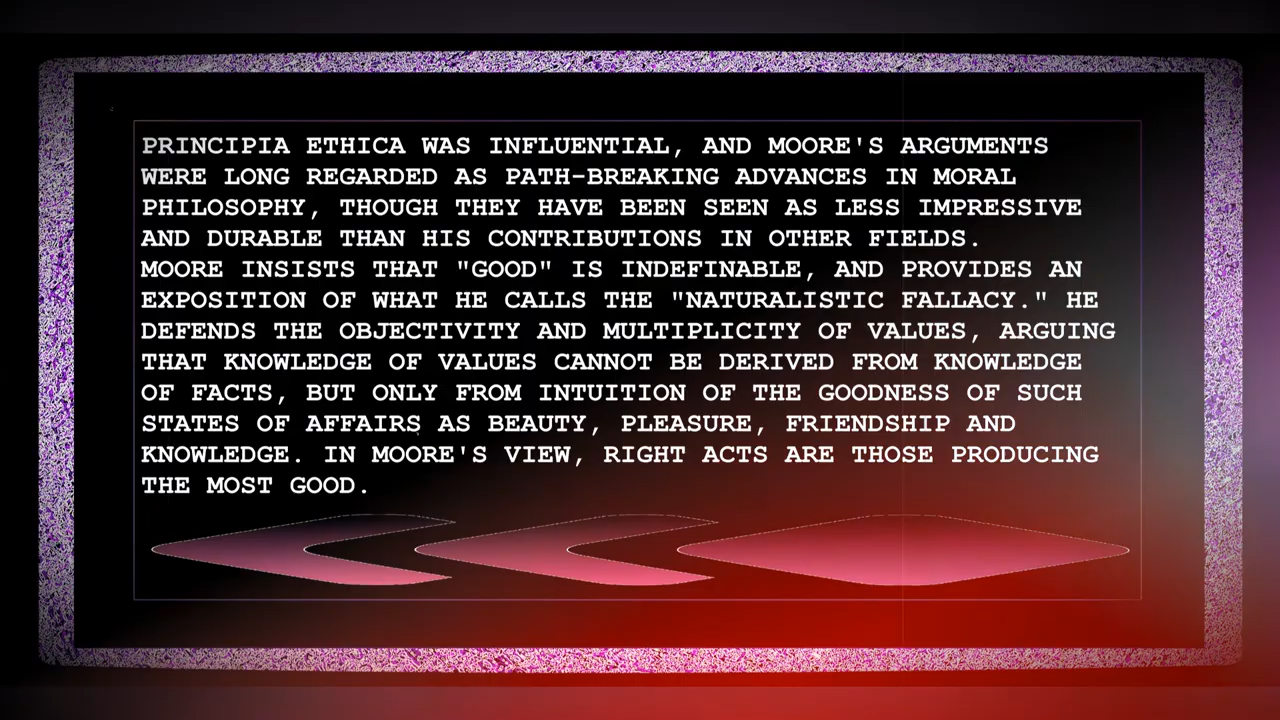 PRINCIPIA ETHICA WAS INFLUENTIAL, AND MOORE'S ARGUMENTS
WERE LONG REGARDED AS PATH-BREAKING ADVANCES IN MORAL
PHILOSOPHY, THOUGH THEY HAVE BEEN SEEN AS LESS IMPRESSIVE
AND DURABLE THAN HIS CONTRIBUTIONS IN OTHER FIELDS.
MOORE INSISTS THAT "GOOD" IS INDEFINABLE, AND PROVIDES AN
EXPOSITION OF WHAT HE CALLS THE "NATURALISTIC FALLACY." HE
DEFENDS THE OBJECTIVITY AND MULTIPLICITY OF VALUES, ARGUING
THAT KNOWLEDGE OF VALUES CANNOT BE DERIVED FROM KNOWLEDGE
OF FACTS, BUT ONLY FROM INTUITION OF THE GOODNESS OF SUCH
STATES OF AFFAIRS AS BEAUTY, PLEASURE, FRIENDSHIP AND
KNOWLEDGE. IN MOORE'S VIEW, RIGHT ACTS ARE THOSE PRODUCING
THE MOST GOOD.